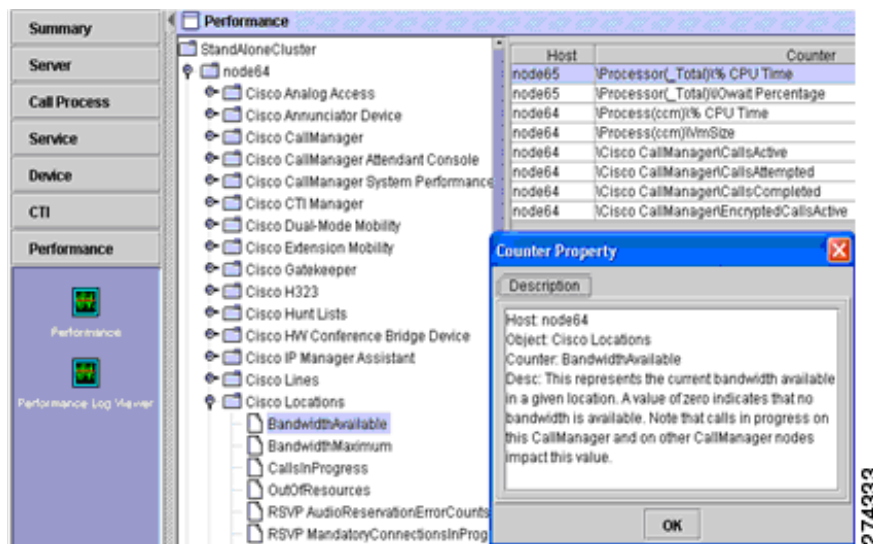 Summary
Server
Call Process
Service
Device
CTI
Performance
Performance
Performance Log Viewer
Performance
StandAloneCluster
node64
Cisco Analog Access
Cisco Annunciator Device
Cisco CallManager
Cisco CallManager Attendant Console
Cisco CallManager System Performance
Cisco CTI Manager
Cisco Dual-Mode Mobility
Cisco Extension Mobility
Cisco Gatekeeper
Cisco H323
Cisco Hunt Lists
Cisco HW Conference Bridge Device
Cisco IP Manager Assistant
Cisco Lines
Cisco Locations
BandwidthAvailable
BandwidthMaximum
CallsInProgress
OutOfResources
RSVP AudioReservationErrorCounts
RSVP MandatoryConnectionsInProg
Host Counter
node65 \Processor(_Total)\% CPU Time
node65 \Processor(_Total)\IOwait Percentage
node64 \Process(ccm)\% CPU Time
node64 \Process(ccm)\VmSize
node64 \Cisco CallManager\CallsActive
node64 \Cisco CallManager\CallsAttempted
node64 \Cisco CallManager\CallsCompleted
node64 \Cisco CallManager\EncryptedCallsActive
Counter Property
Description
Host: node64
Object: Cisco Locations
Counter: BandwidthAvailable
Desc: This represents the current bandwidth available
in a given location. A value of zero indicates that no
bandwidth is available. Note that calls in progress on
this CallManager and on other CallManager nodes
impact this value.
OK
274333